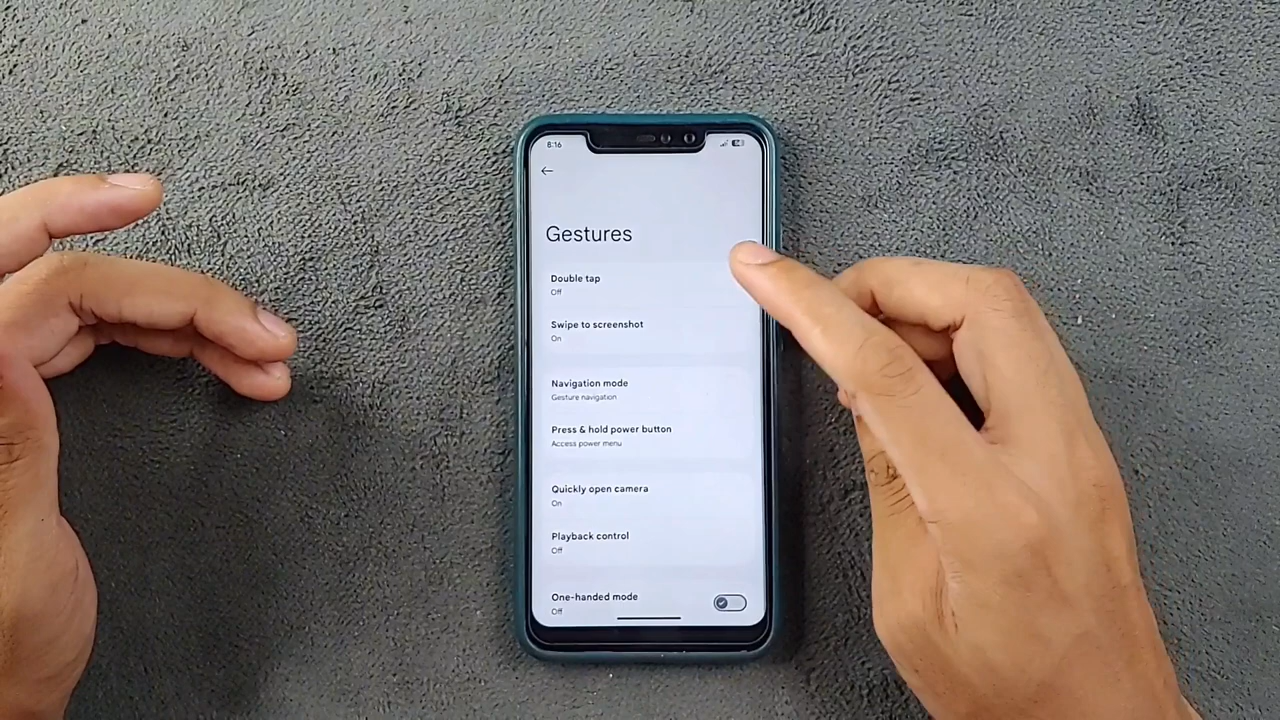 8:16
Gestures
Double tap
Off
Swipe to screenshot
On
Navigation mode
Gesture navigation
Press & hold power button
Access power menu
Quickly open camera
On
Playback control
Off
One-handed mode
Off